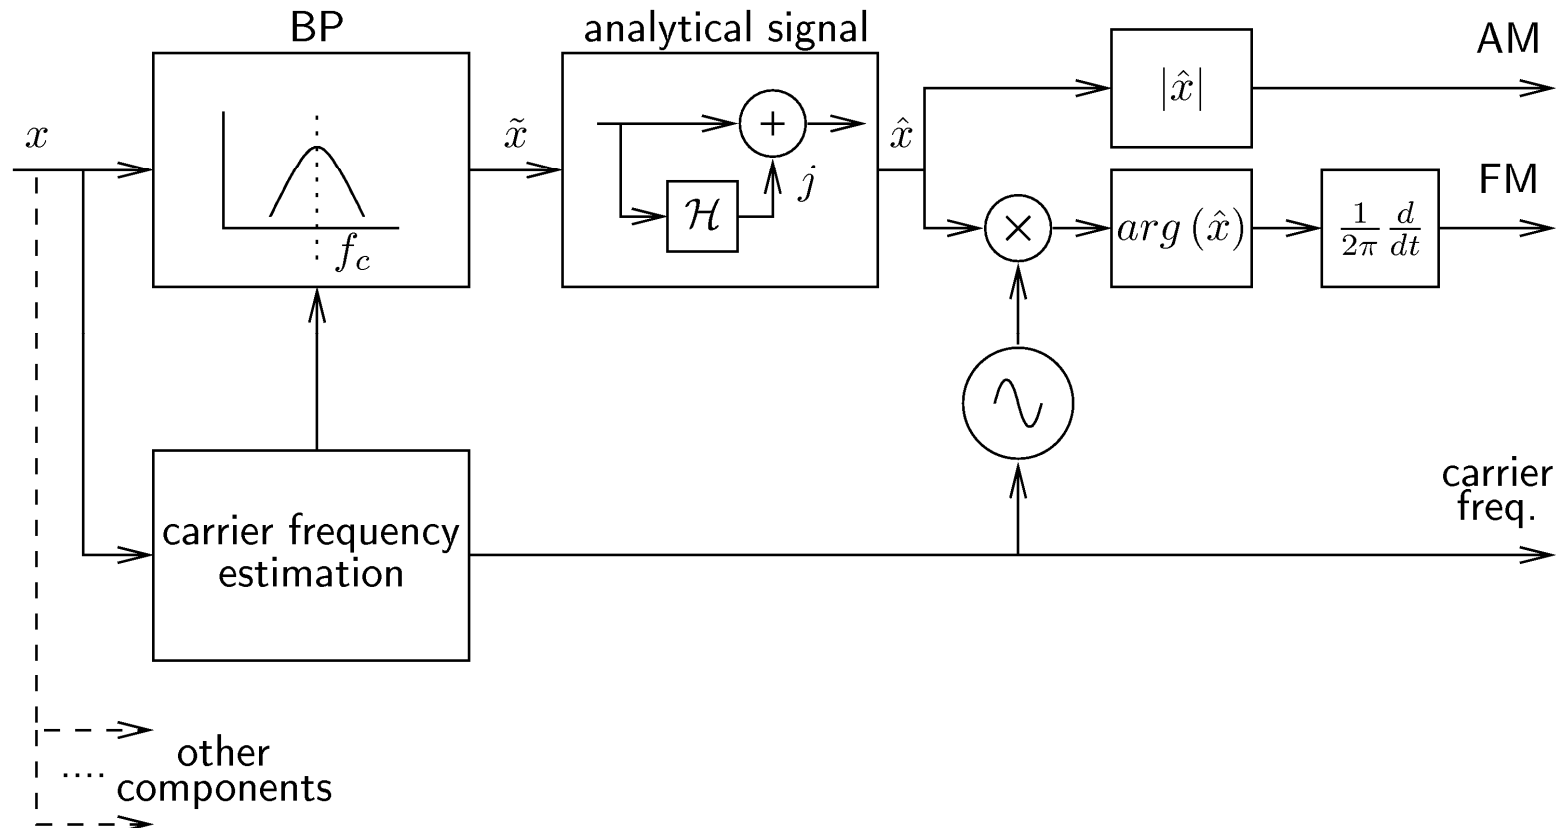 BP
analytical signal
AM
x
x̃
x̂
|x̂|
+
j
H
f_c
FM
×
arg (x̂)
1/2π d/dt
carrier frequency
estimation
carrier
freq.
other
....
components